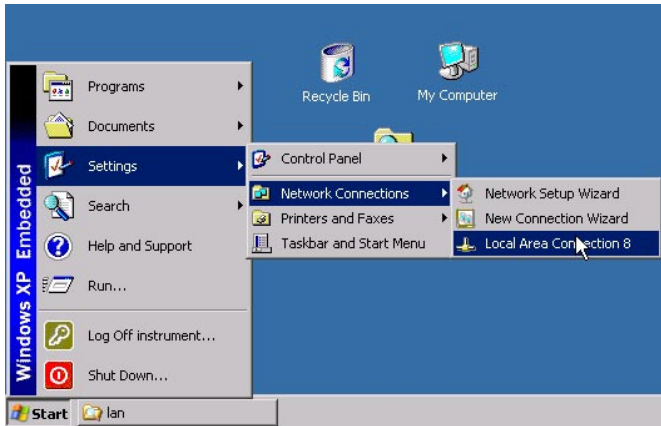 Recycle Bin
My Computer
Windows XP Embedded
Programs
Documents
Settings
Search
Help and Support
Run...
Log Off instrument...
Shut Down...
Control Panel
Network Connections
Printers and Faxes
Taskbar and Start Menu
Network Setup Wizard
New Connection Wizard
Local Area Connection 8
Start
lan